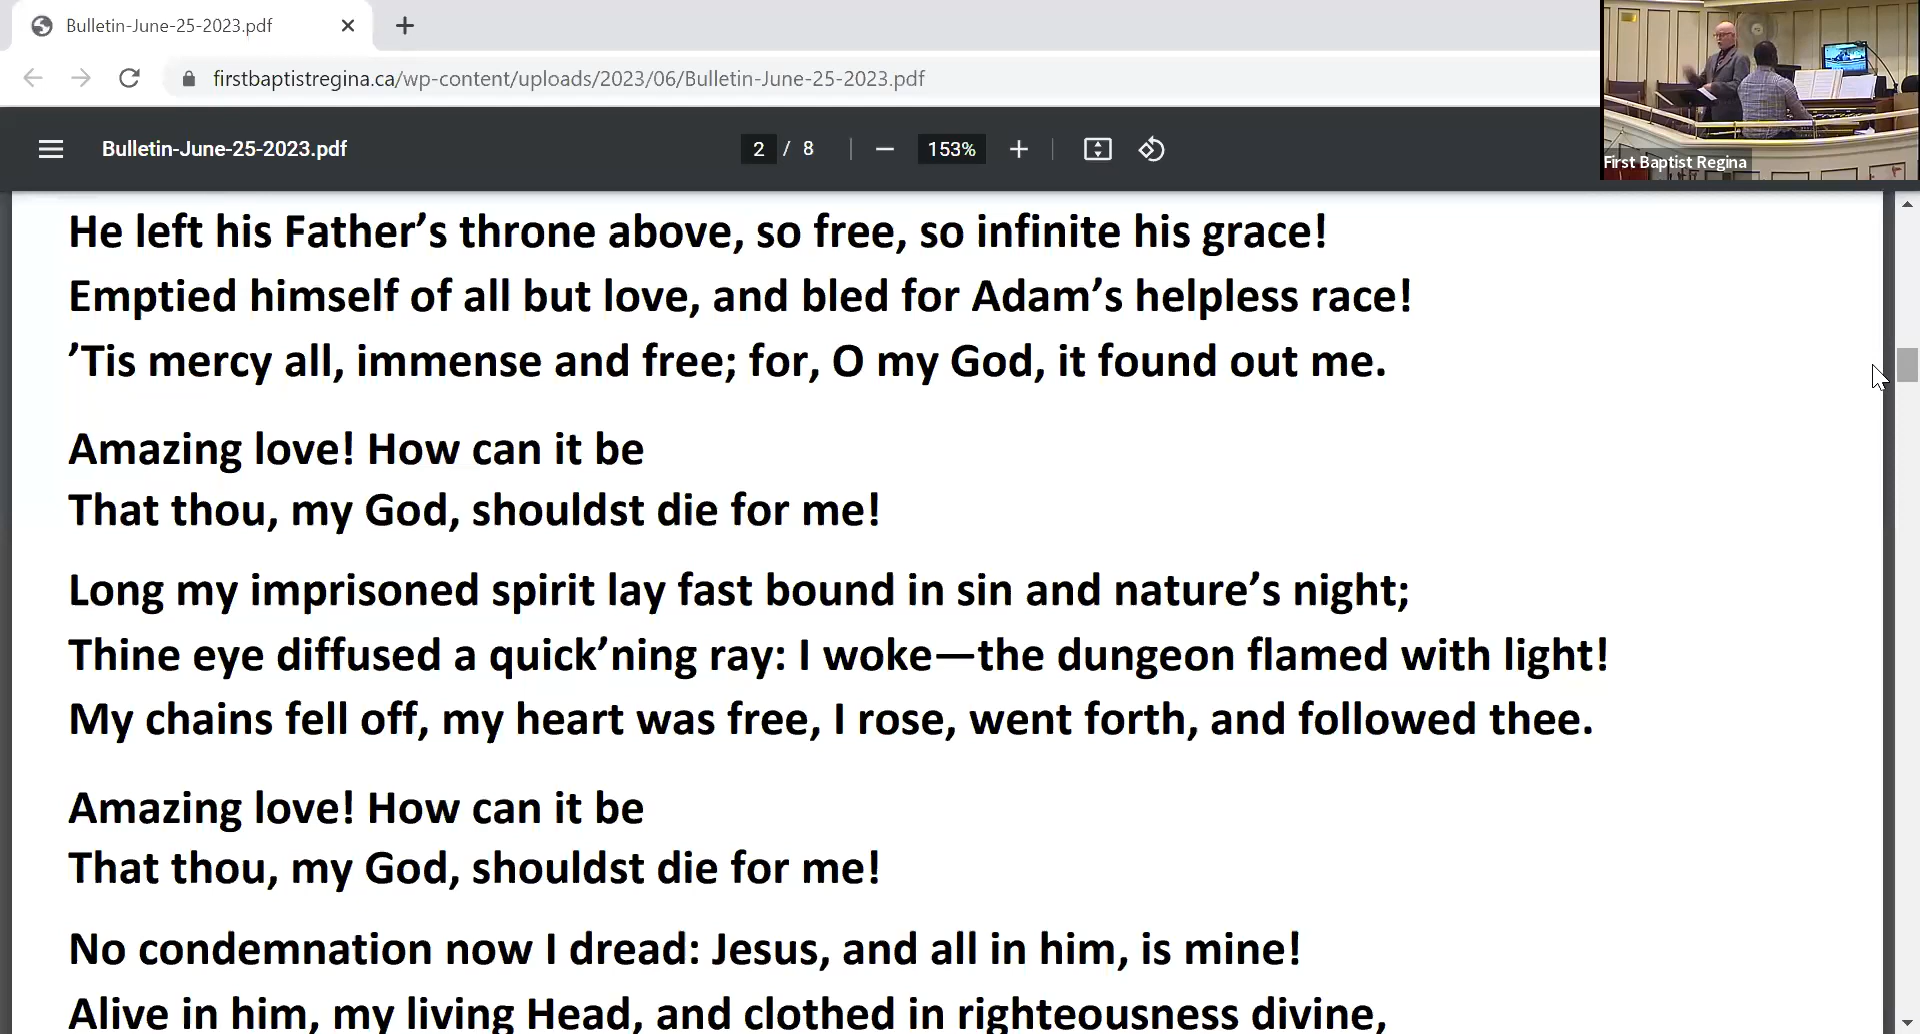 Bulletin-June-25-2023.pdf
firstbaptistregina.ca/wp-content/uploads/2023/06/Bulletin-June-25-2023.pdf
Bulletin-June-25-2023.pdf
2 / 8
153%
First Baptist Regina
He left his Father’s throne above, so free, so infinite his grace!
Emptied himself of all but love, and bled for Adam’s helpless race!
’Tis mercy all, immense and free; for, O my God, it found out me.
Amazing love! How can it be
That thou, my God, shouldst die for me!
Long my imprisoned spirit lay fast bound in sin and nature’s night;
Thine eye diffused a quick’ning ray: I woke—the dungeon flamed with light!
My chains fell off, my heart was free, I rose, went forth, and followed thee.
Amazing love! How can it be
That thou, my God, shouldst die for me!
No condemnation now I dread: Jesus, and all in him, is mine!
Alive in him, my living Head, and clothed in righteousness divine,